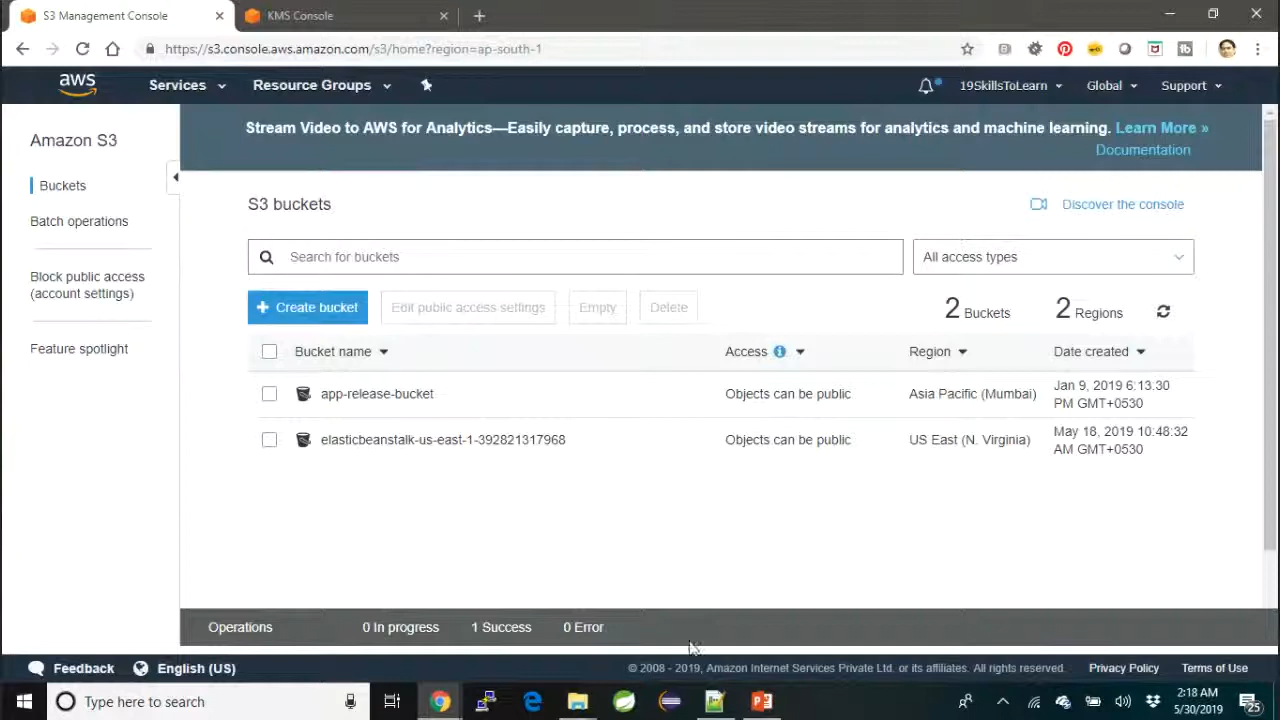 S3 Management Console
KMS Console
https://s3.console.aws.amazon.com/s3/home?region=ap-south-1
aws
Services
Resource Groups
19SkillsToLearn
Global
Support
Amazon S3
Buckets
Batch operations
Block public access
(account settings)
Feature spotlight
Stream Video to AWS for Analytics—Easily capture, process, and store video streams for analytics and machine learning. Learn More »
Documentation
S3 buckets
Discover the console
Search for buckets
All access types
Create bucket
Edit public access settings
Empty
Delete
2 Buckets
2 Regions
Bucket name
Access
Region
Date created
app-release-bucket
Objects can be public
Asia Pacific (Mumbai)
Jan 9, 2019 6:13:30
PM GMT+0530
elasticbeanstalk-us-east-1-392821317968
Objects can be public
US East (N. Virginia)
May 18, 2019 10:48:32
AM GMT+0530
Operations
0 In progress
1 Success
0 Error
Feedback
English (US)
© 2008 - 2019, Amazon Internet Services Private Ltd. or its affiliates. All rights reserved.
Privacy Policy
Terms of Use
Type here to search
2:18 AM
5/30/2019
25